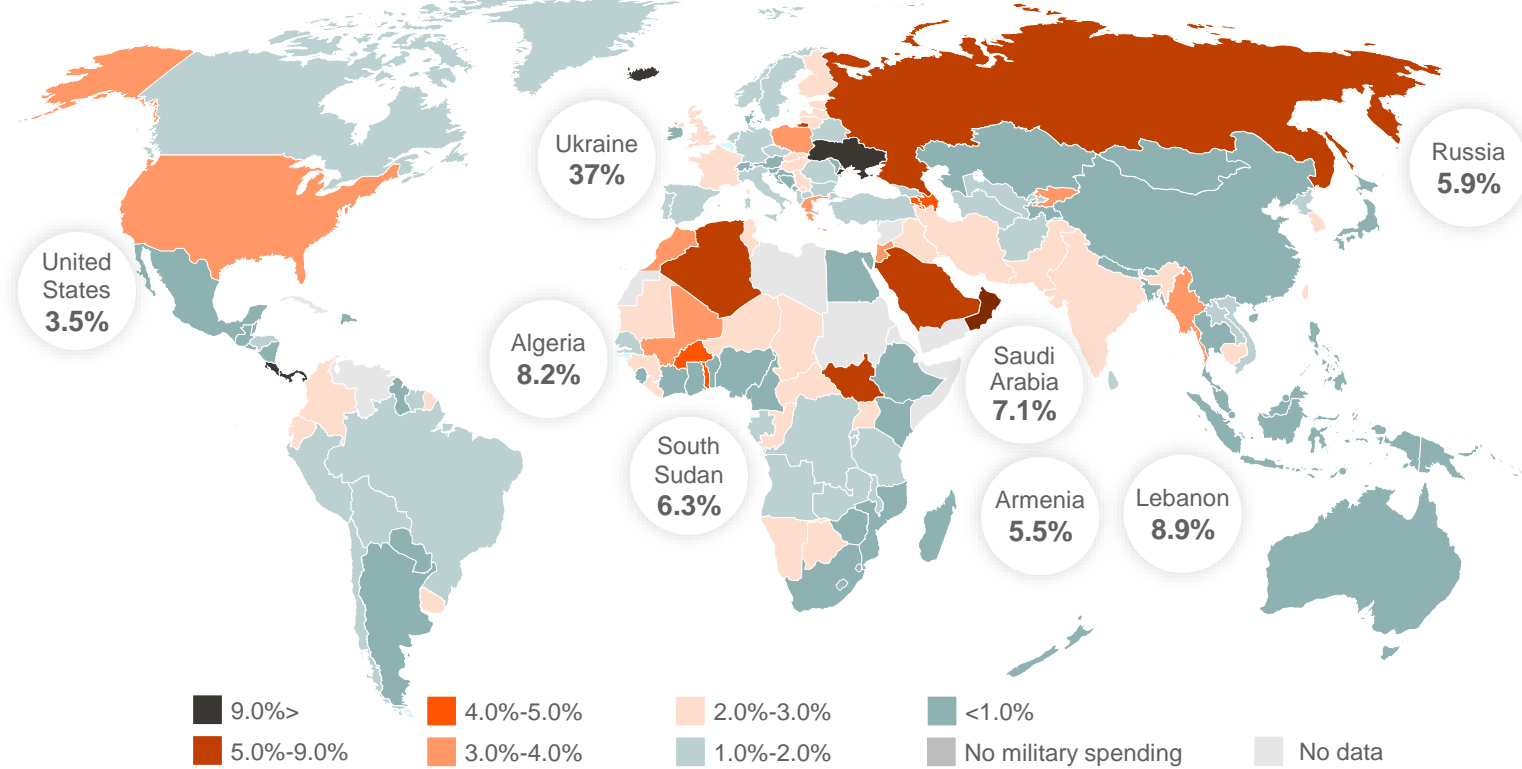 Ukraine
37%
Russia
5.9%
United
States
3.5%
Algeria
8.2%
Saudi
Arabia
7.1%
South
Sudan
6.3%
Armenia
5.5%
Lebanon
8.9%
9.0%>
4.0%-5.0%
2.0%-3.0%
<1.0%
5.0%-9.0%
3.0%-4.0%
1.0%-2.0%
No military spending
No data